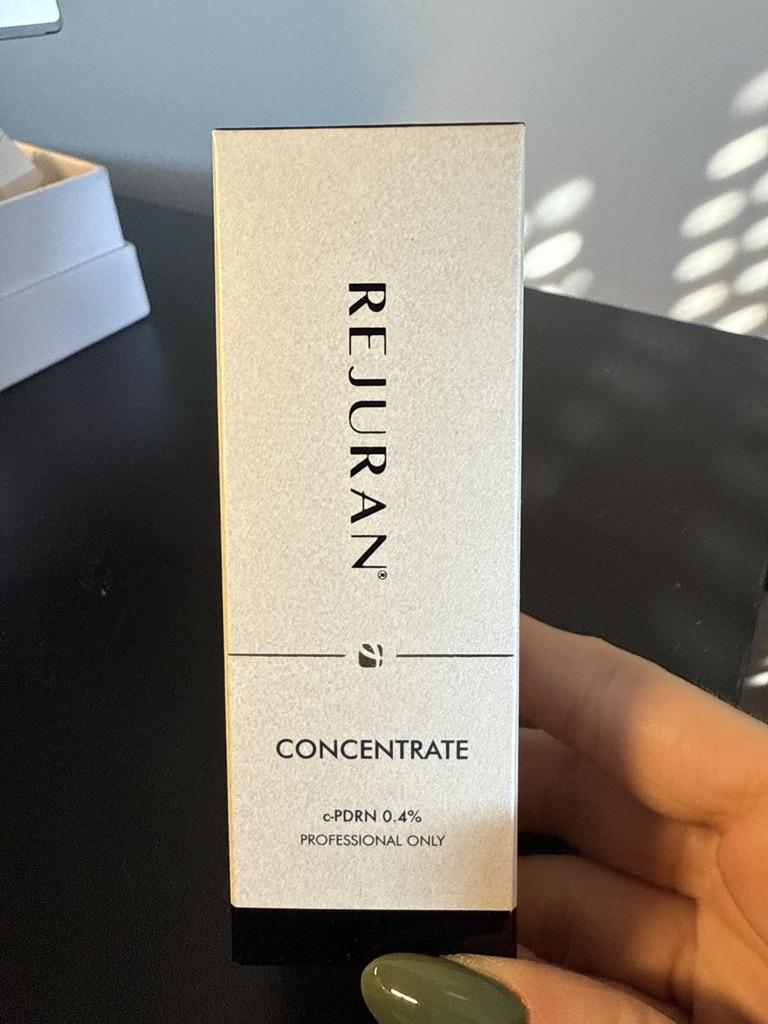 REJURAN®
CONCENTRATE
c-PDRN 0.4%
PROFESSIONAL ONLY